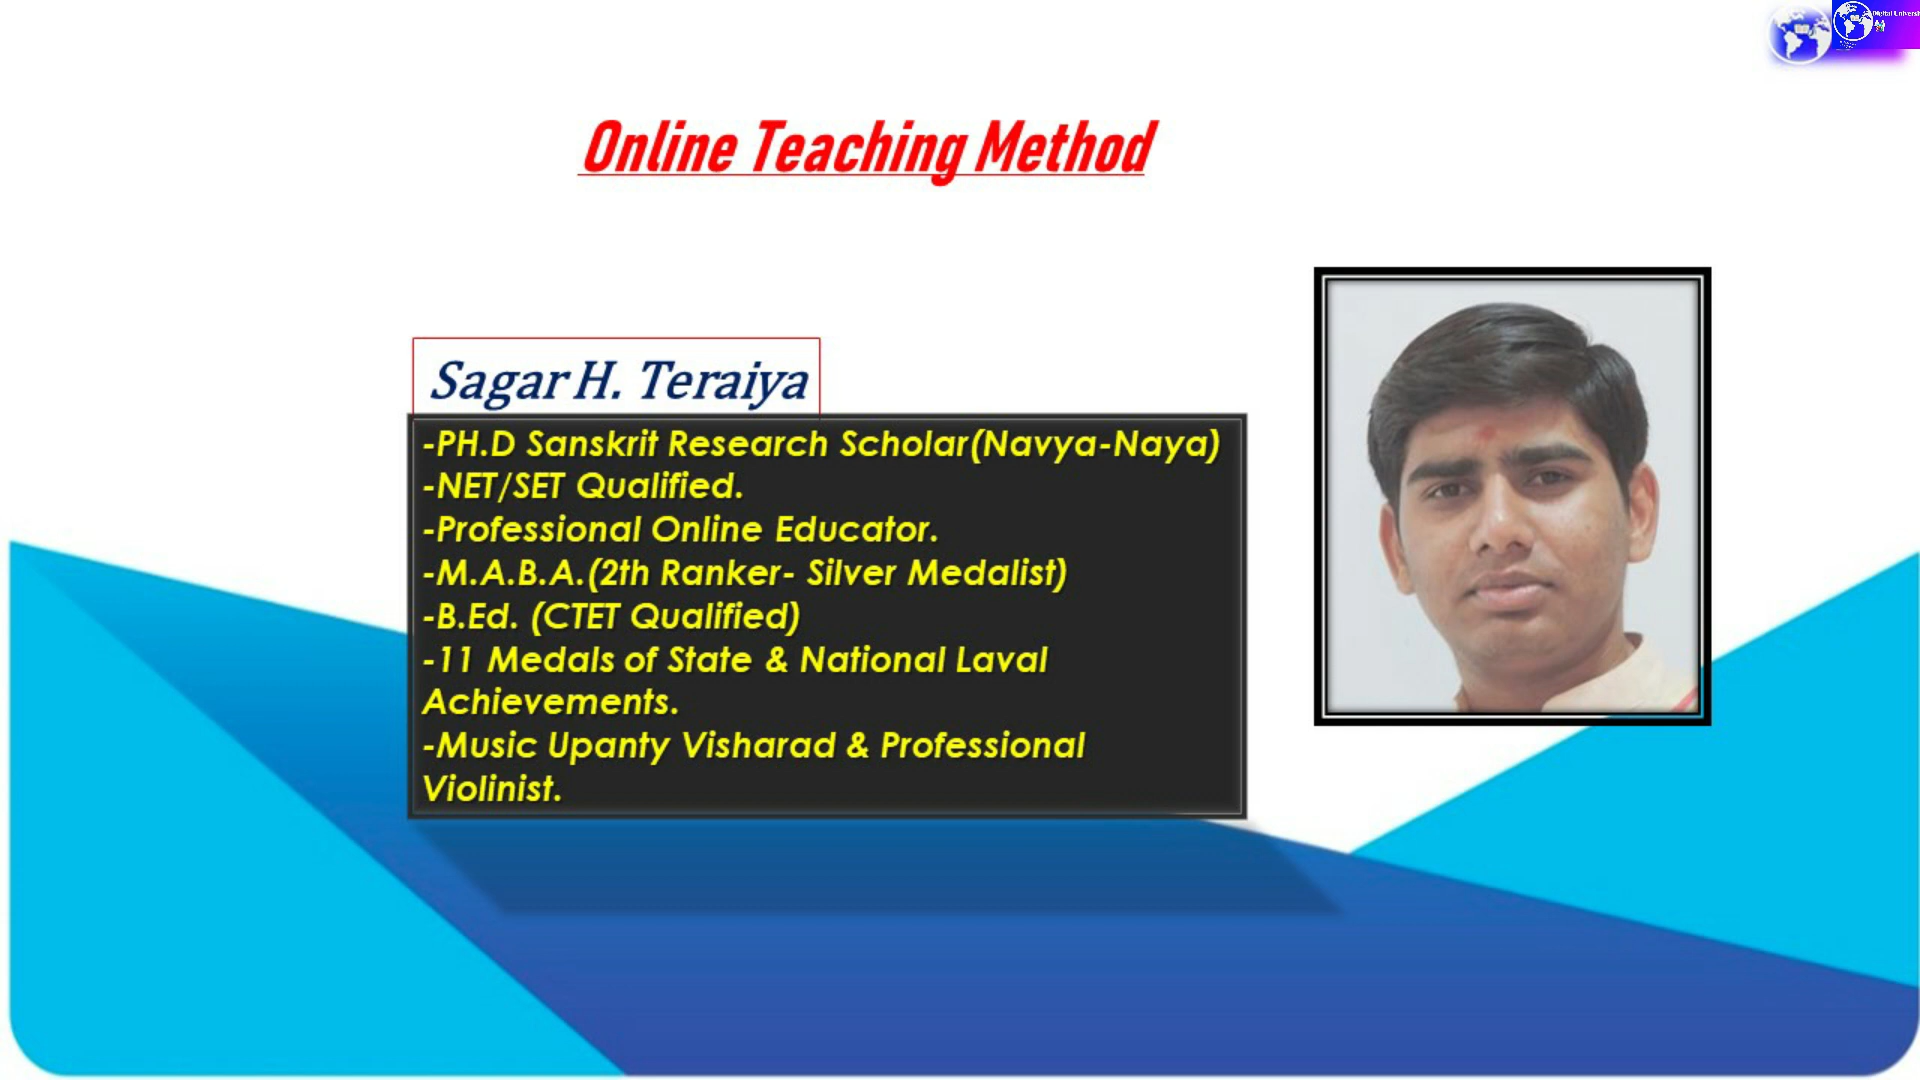 Online Teaching Method
Sagar H. Teraiya
-PH.D Sanskrit Research Scholar(Navya-Naya)
-NET/SET Qualified.
-Professional Online Educator.
-M.A.B.A.(2th Ranker- Silver Medalist)
-B.Ed. (CTET Qualified)
-11 Medals of State & National Laval
Achievements.
-Music Upanty Visharad & Professional
Violinist.